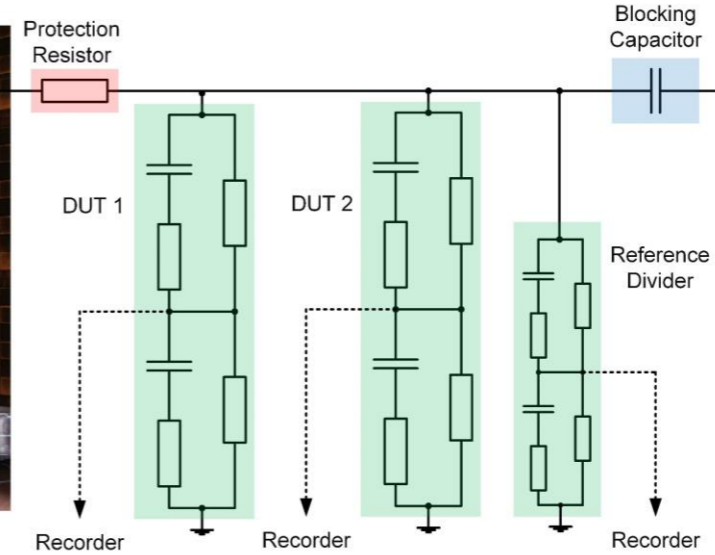 Protection
Resistor
Blocking
Capacitor
DUT 1
DUT 2
Reference
Divider
Recorder
Recorder
Recorder